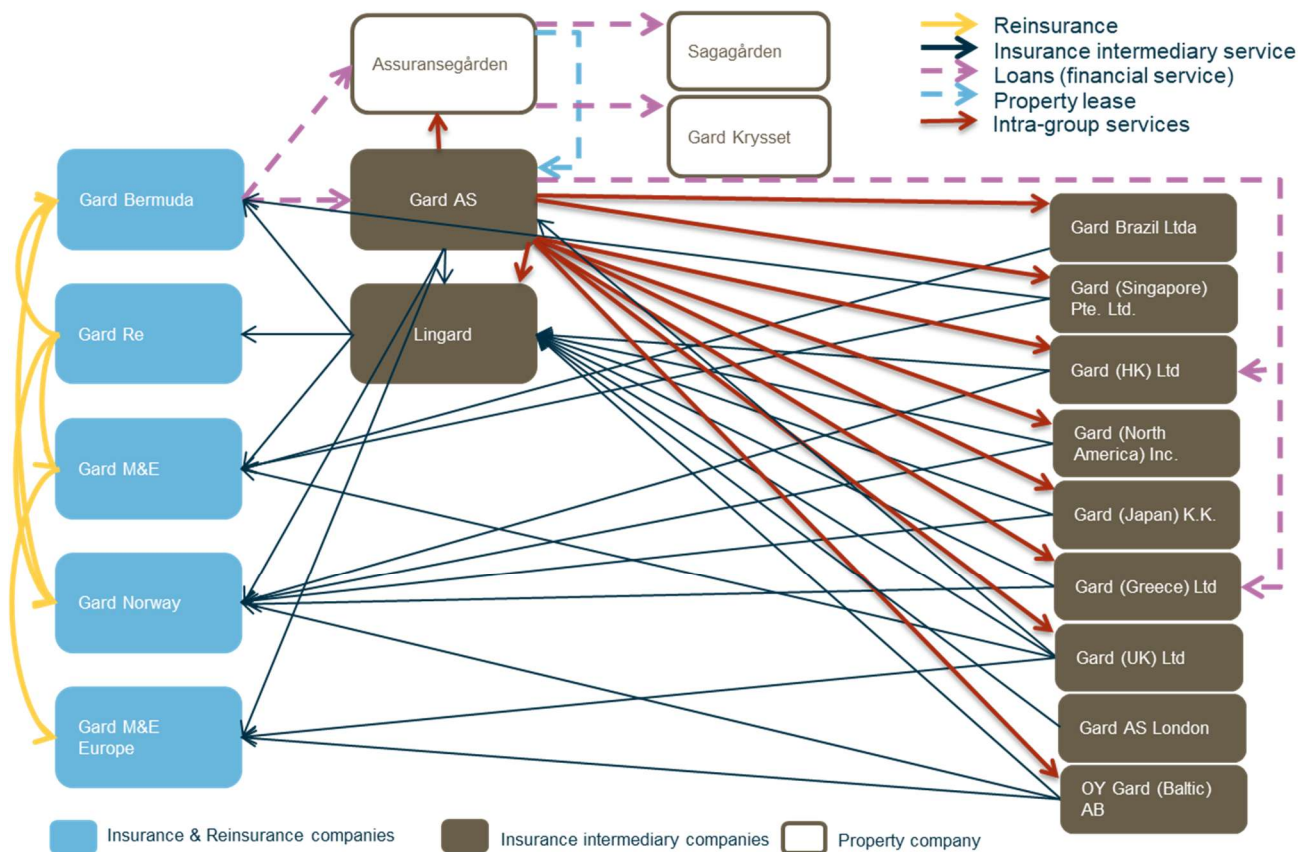 Reinsurance
Insurance intermediary service
Loans (financial service)
Property lease
Intra-group services
Assuransegården
Sagagården
Gard Krysset
Gard Bermuda
Gard AS
Gard Re
Lingard
Gard M&E
Gard Norway
Gard M&E
Europe
Gard Brazil Ltda
Gard (Singapore)
Pte. Ltd.
Gard (HK) Ltd
Gard (North
America) Inc.
Gard (Japan) K.K.
Gard (Greece) Ltd
Gard (UK) Ltd
Gard AS London
OY Gard (Baltic)
AB
Insurance & Reinsurance companies
Insurance intermediary companies
Property company